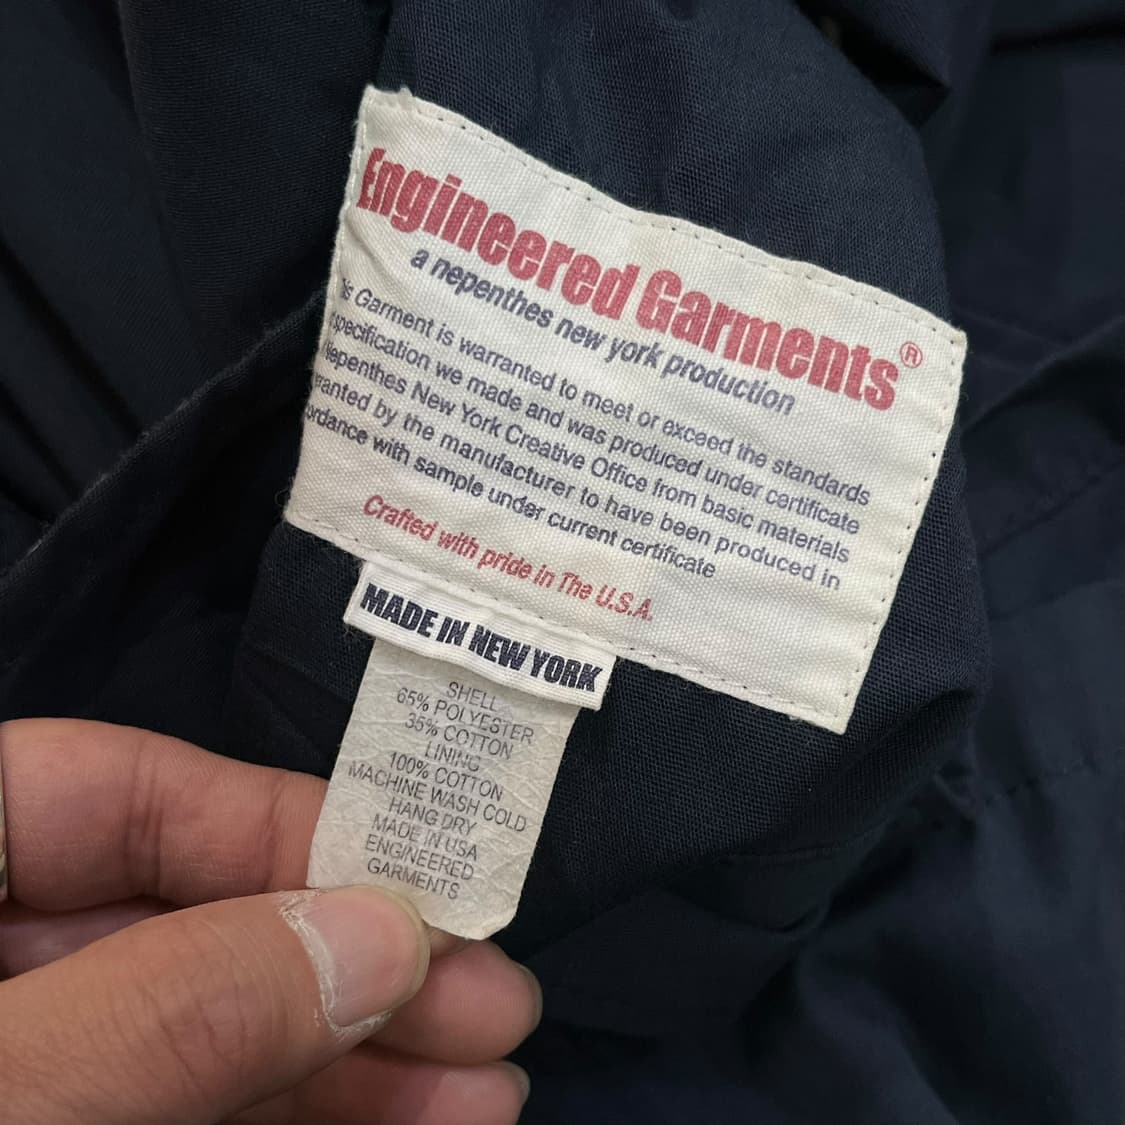 Engineered Garments®
a nepenthes new york production
is Garment is warranted to meet or exceed the standards
specification we made and was produced under certificate
Nepenthes New York Creative Office from basic materials
ranted by the manufacturer to have been produced in
ordance with sample under current certificate
Crafted with pride in The U.S.A.
MADE IN NEW YORK
SHELL
65% POLYESTER
35% COTTON
LINING
100% COTTON
MACHINE WASH COLD
HANG DRY
MADE IN USA
ENGINEERED
GARMENTS